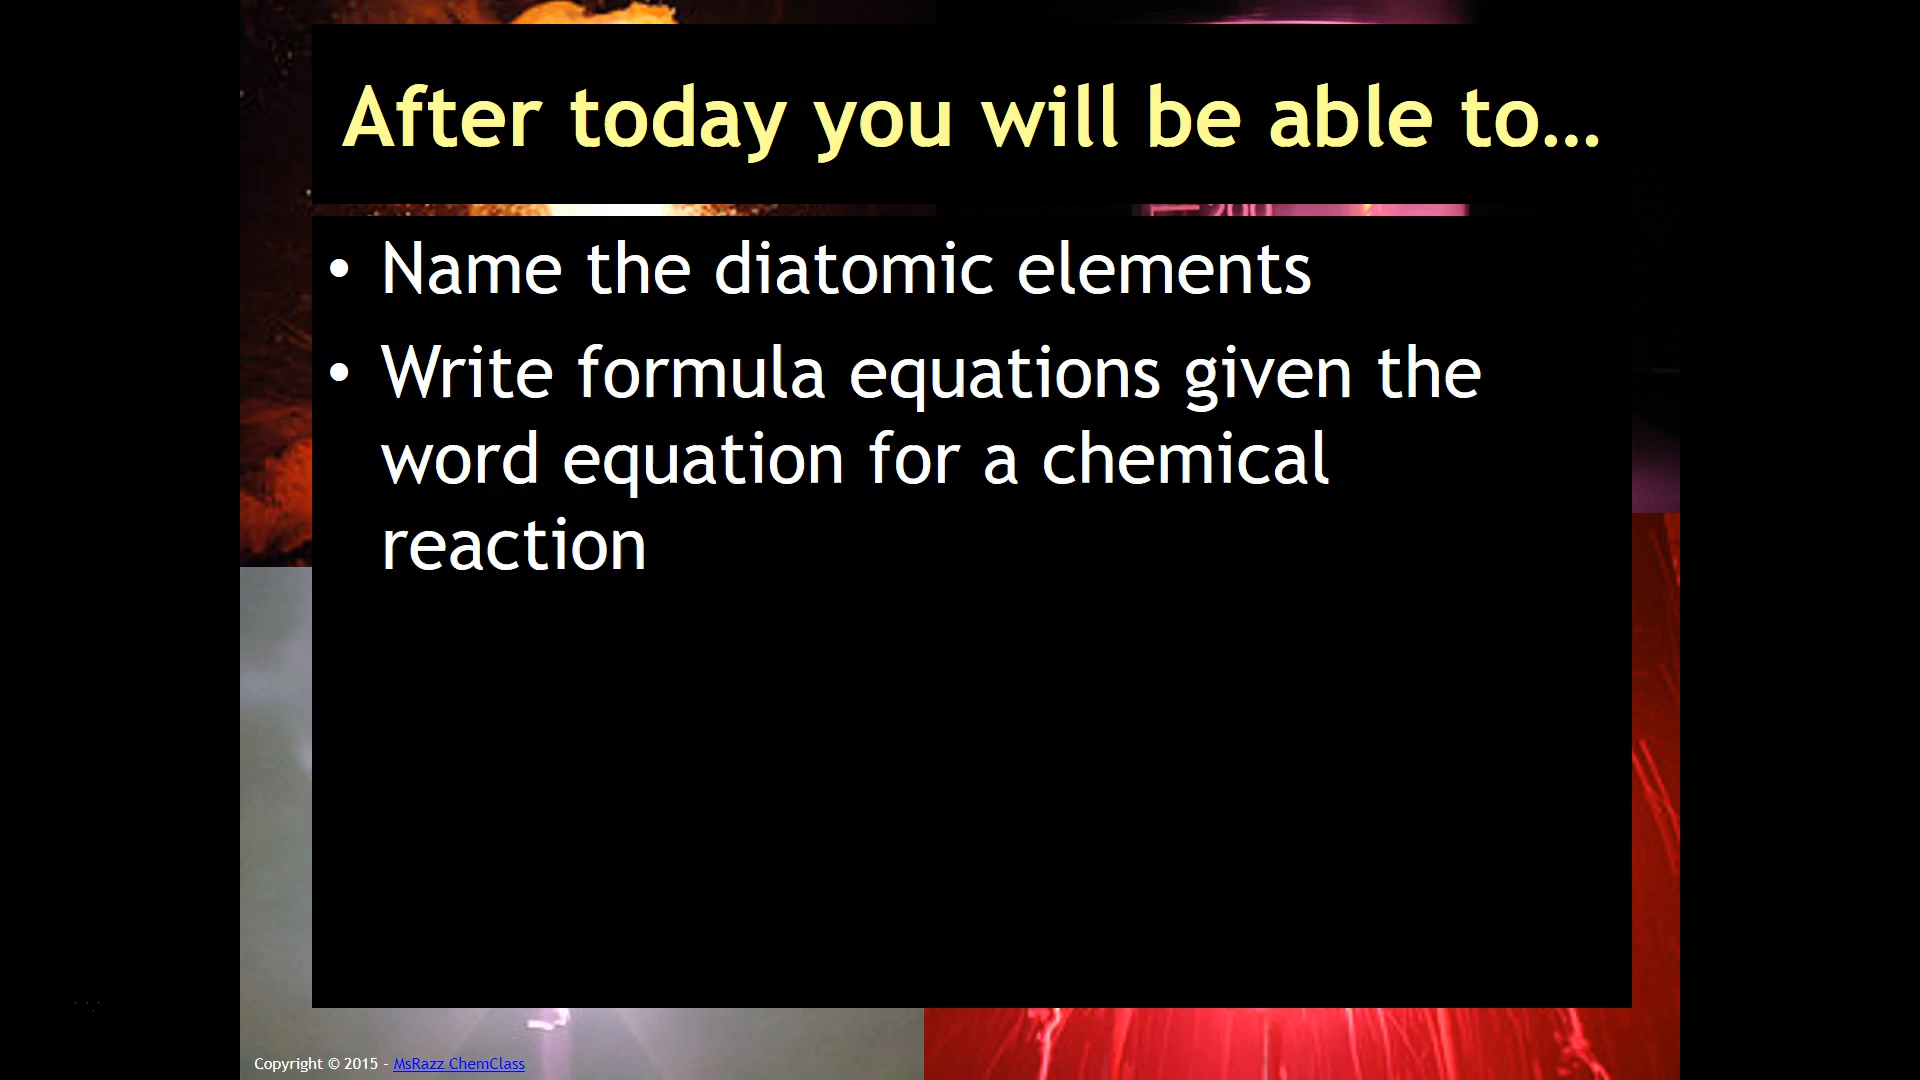 After today you will be able to…
• Name the diatomic elements
• Write formula equations given the
word equation for a chemical
reaction
Copyright © 2015 - MsRazz ChemClass